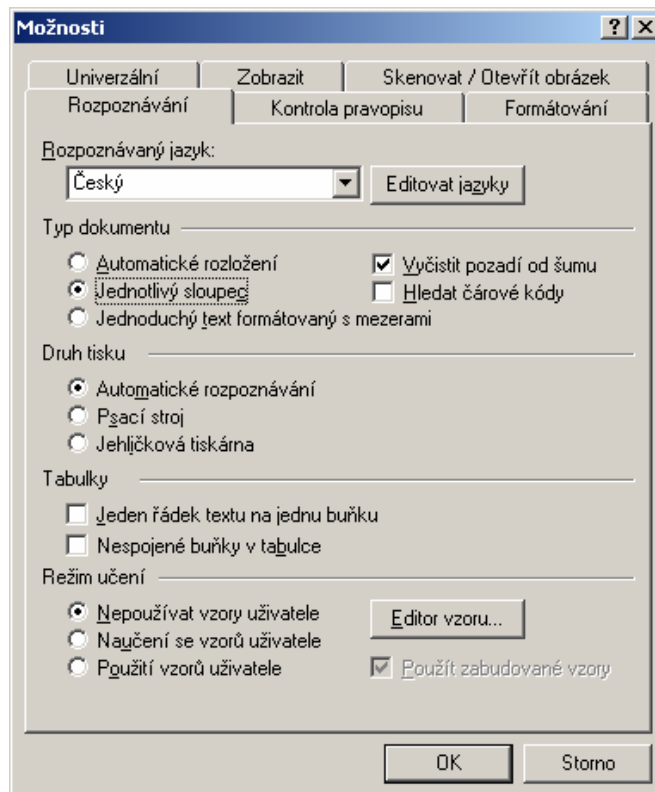 Možnosti
Univerzální Zobrazit Skenovat / Otevřít obrázek
Rozpoznávání Kontrola pravopisu Formátování
Rozpoznávaný jazyk:
Český Editovat jazyky
Typ dokumentu
Automatické rozložení Vyčistit pozadí od šumu
Jednotlivý sloupec Hledat čárové kódy
Jednoduchý text formátovaný s mezerami
Druh tisku
Automatické rozpoznávání
Psací stroj
Jehličková tiskárna
Tabulky
Jeden řádek textu na jednu buňku
Nespojené buňky v tabulce
Režim učení
Nepoužívat vzory uživatele Editor vzoru...
Naučení se vzorů uživatele
Použití vzorů uživatele Použít zabudované vzory
OK Storno